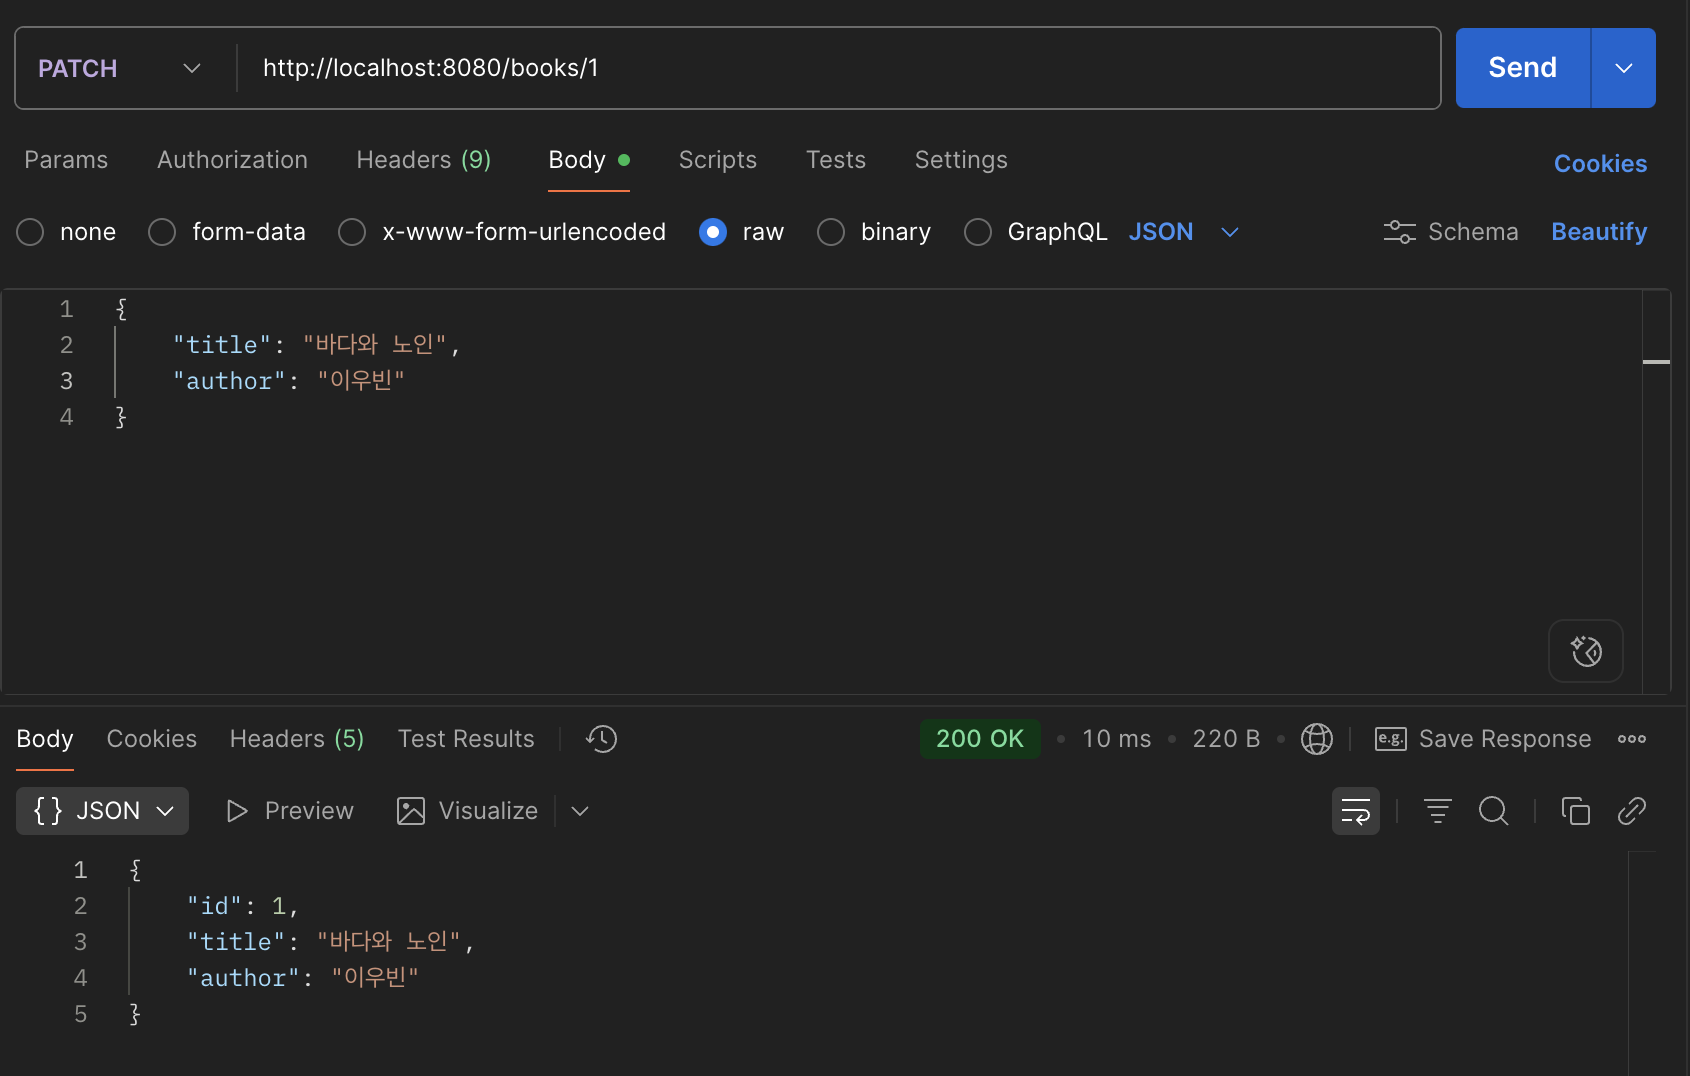 PATCH http://localhost:8080/books/1 Send
Params Authorization Headers (9) Body Scripts Tests Settings Cookies
none form-data x-www-form-urlencoded raw binary GraphQL JSON Schema Beautify
1 {
2 "title": "바다와 노인",
3 "author": "이우빈"
4 }
Body Cookies Headers (5) Test Results 200 OK • 10 ms • 220 B • e.g. Save Response
{} JSON Preview Visualize
1 {
2 "id": 1,
3 "title": "바다와 노인",
4 "author": "이우빈"
5 }